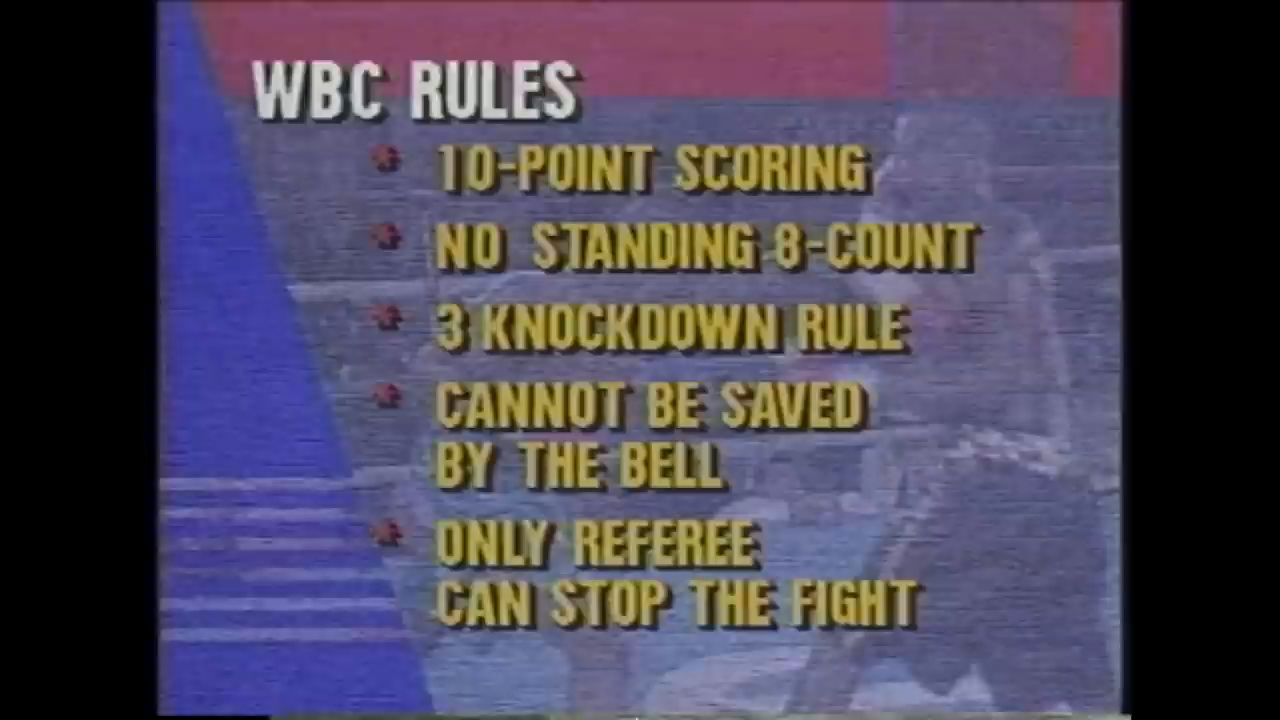 WBC RULES
* 10-POINT SCORING
* NO STANDING 8-COUNT
* 3 KNOCKDOWN RULE
* CANNOT BE SAVED
BY THE BELL
* ONLY REFEREE
CAN STOP THE FIGHT